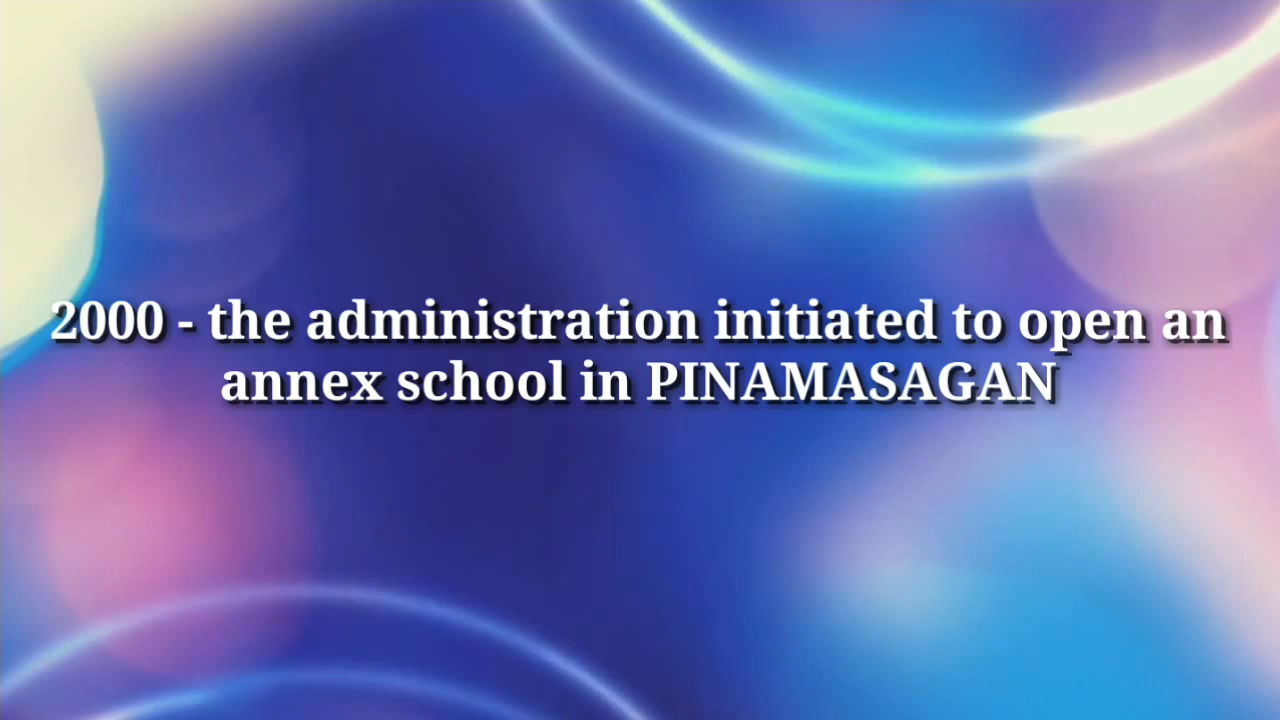 2000 - the administration initiated to open an
annex school in PINAMASAGAN